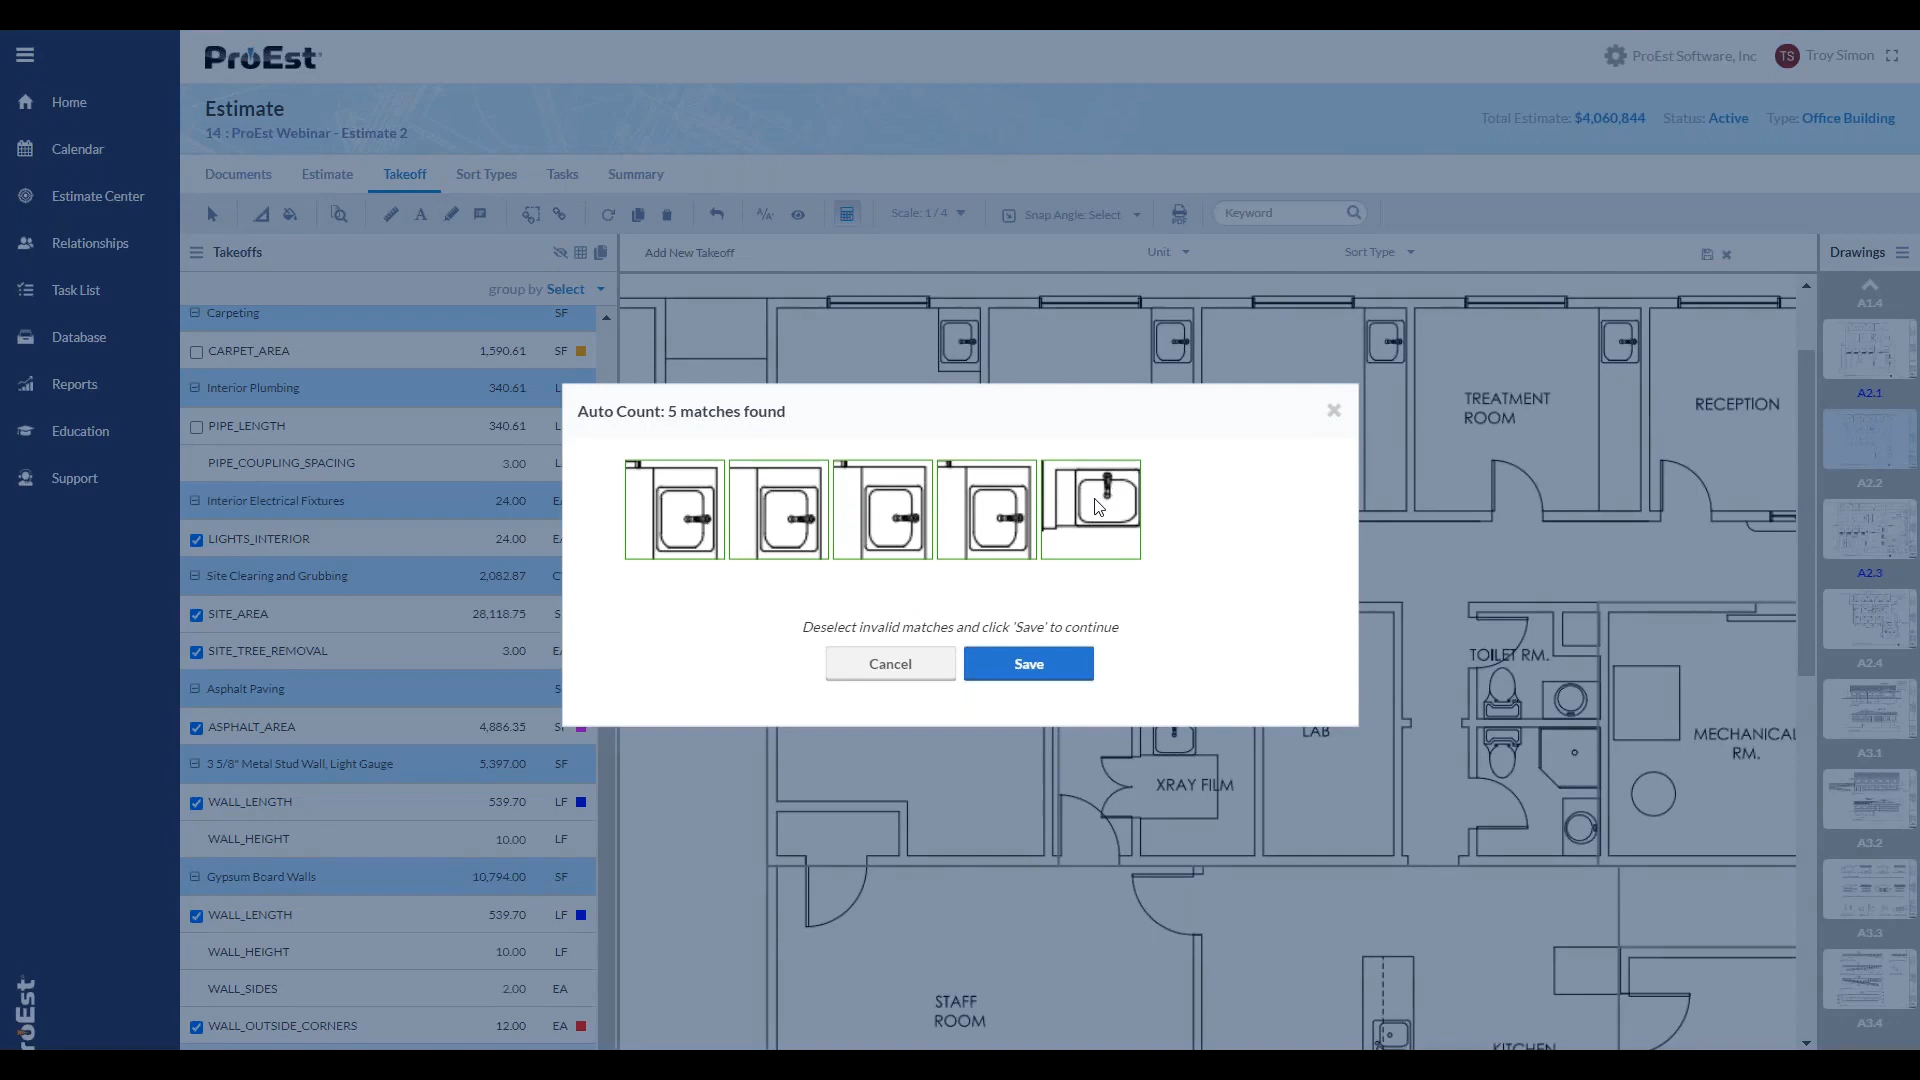 ProEst
ProEst Software, Inc
TS
Troy Simon
Home
Calendar
Estimate Center
Relationships
Task List
Database
Reports
Education
Support
ProEst
Estimate
14 : ProEst Webinar - Estimate 2
Total Estimate: $4,060,844
Status: Active
Type: Office Building
Documents
Estimate
Takeoff
Sort Types
Tasks
Summary
A
Scale: 1 / 4
Snap Angle: Select
PDF
Keyword
Takeoffs
group by Select
Carpeting SF
CARPET_AREA 1,590.61 SF
Interior Plumbing 340.61
PIPE_LENGTH 340.61
PIPE_COUPLING_SPACING 3.00
Interior Electrical Fixtures 24.00
LIGHTS_INTERIOR 24.00
Site Clearing and Grubbing 2,082.87
SITE_AREA 28,118.75
SITE_TREE_REMOVAL 3.00
Asphalt Paving
ASPHALT_AREA 4,886.35
3 5/8" Metal Stud Wall, Light Gauge 5,397.00 SF
WALL_LENGTH 539.70 LF
WALL_HEIGHT 10.00 LF
Gypsum Board Walls 10,794.00 SF
WALL_LENGTH 539.70 LF
WALL_HEIGHT 10.00 LF
WALL_SIDES 2.00 EA
WALL_OUTSIDE_CORNERS 12.00 EA
Add New Takeoff
Unit
Sort Type
TREATMENT
ROOM
RECEPTION
Auto Count: 5 matches found
Deselect invalid matches and click 'Save' to continue
Cancel
Save
TOILET RM.
LAB
MECHANICAL
RM.
XRAY FILM
STAFF
ROOM
KITCHEN
Drawings
A1.4
A2.1
A2.2
A2.3
A2.4
A3.1
A3.2
A3.3
A3.4